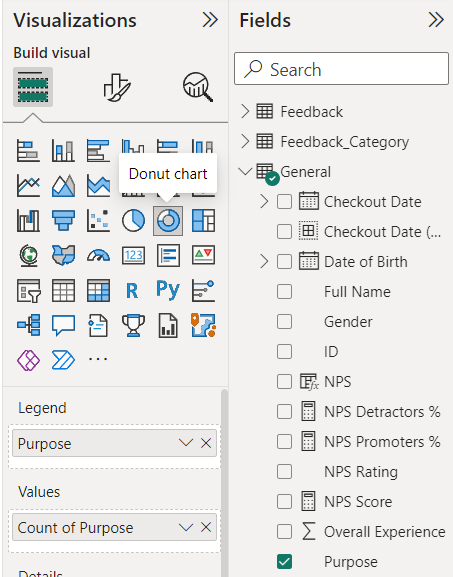 Visualizations
Build visual
Donut chart
123
R
Py
Legend
Purpose
Values
Count of Purpose
Details
Fields
Search
Feedback
Feedback_Category
General
Checkout Date
Checkout Date (...
Date of Birth
Full Name
Gender
ID
NPS
NPS Detractors %
NPS Promoters %
NPS Rating
NPS Score
Overall Experience
Purpose